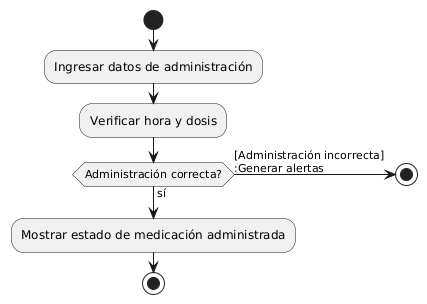 Ingresar datos de administración
Verificar hora y dosis
Administración correcta?
[Administración incorrecta]
:Generar alertas
sí
Mostrar estado de medicación administrada